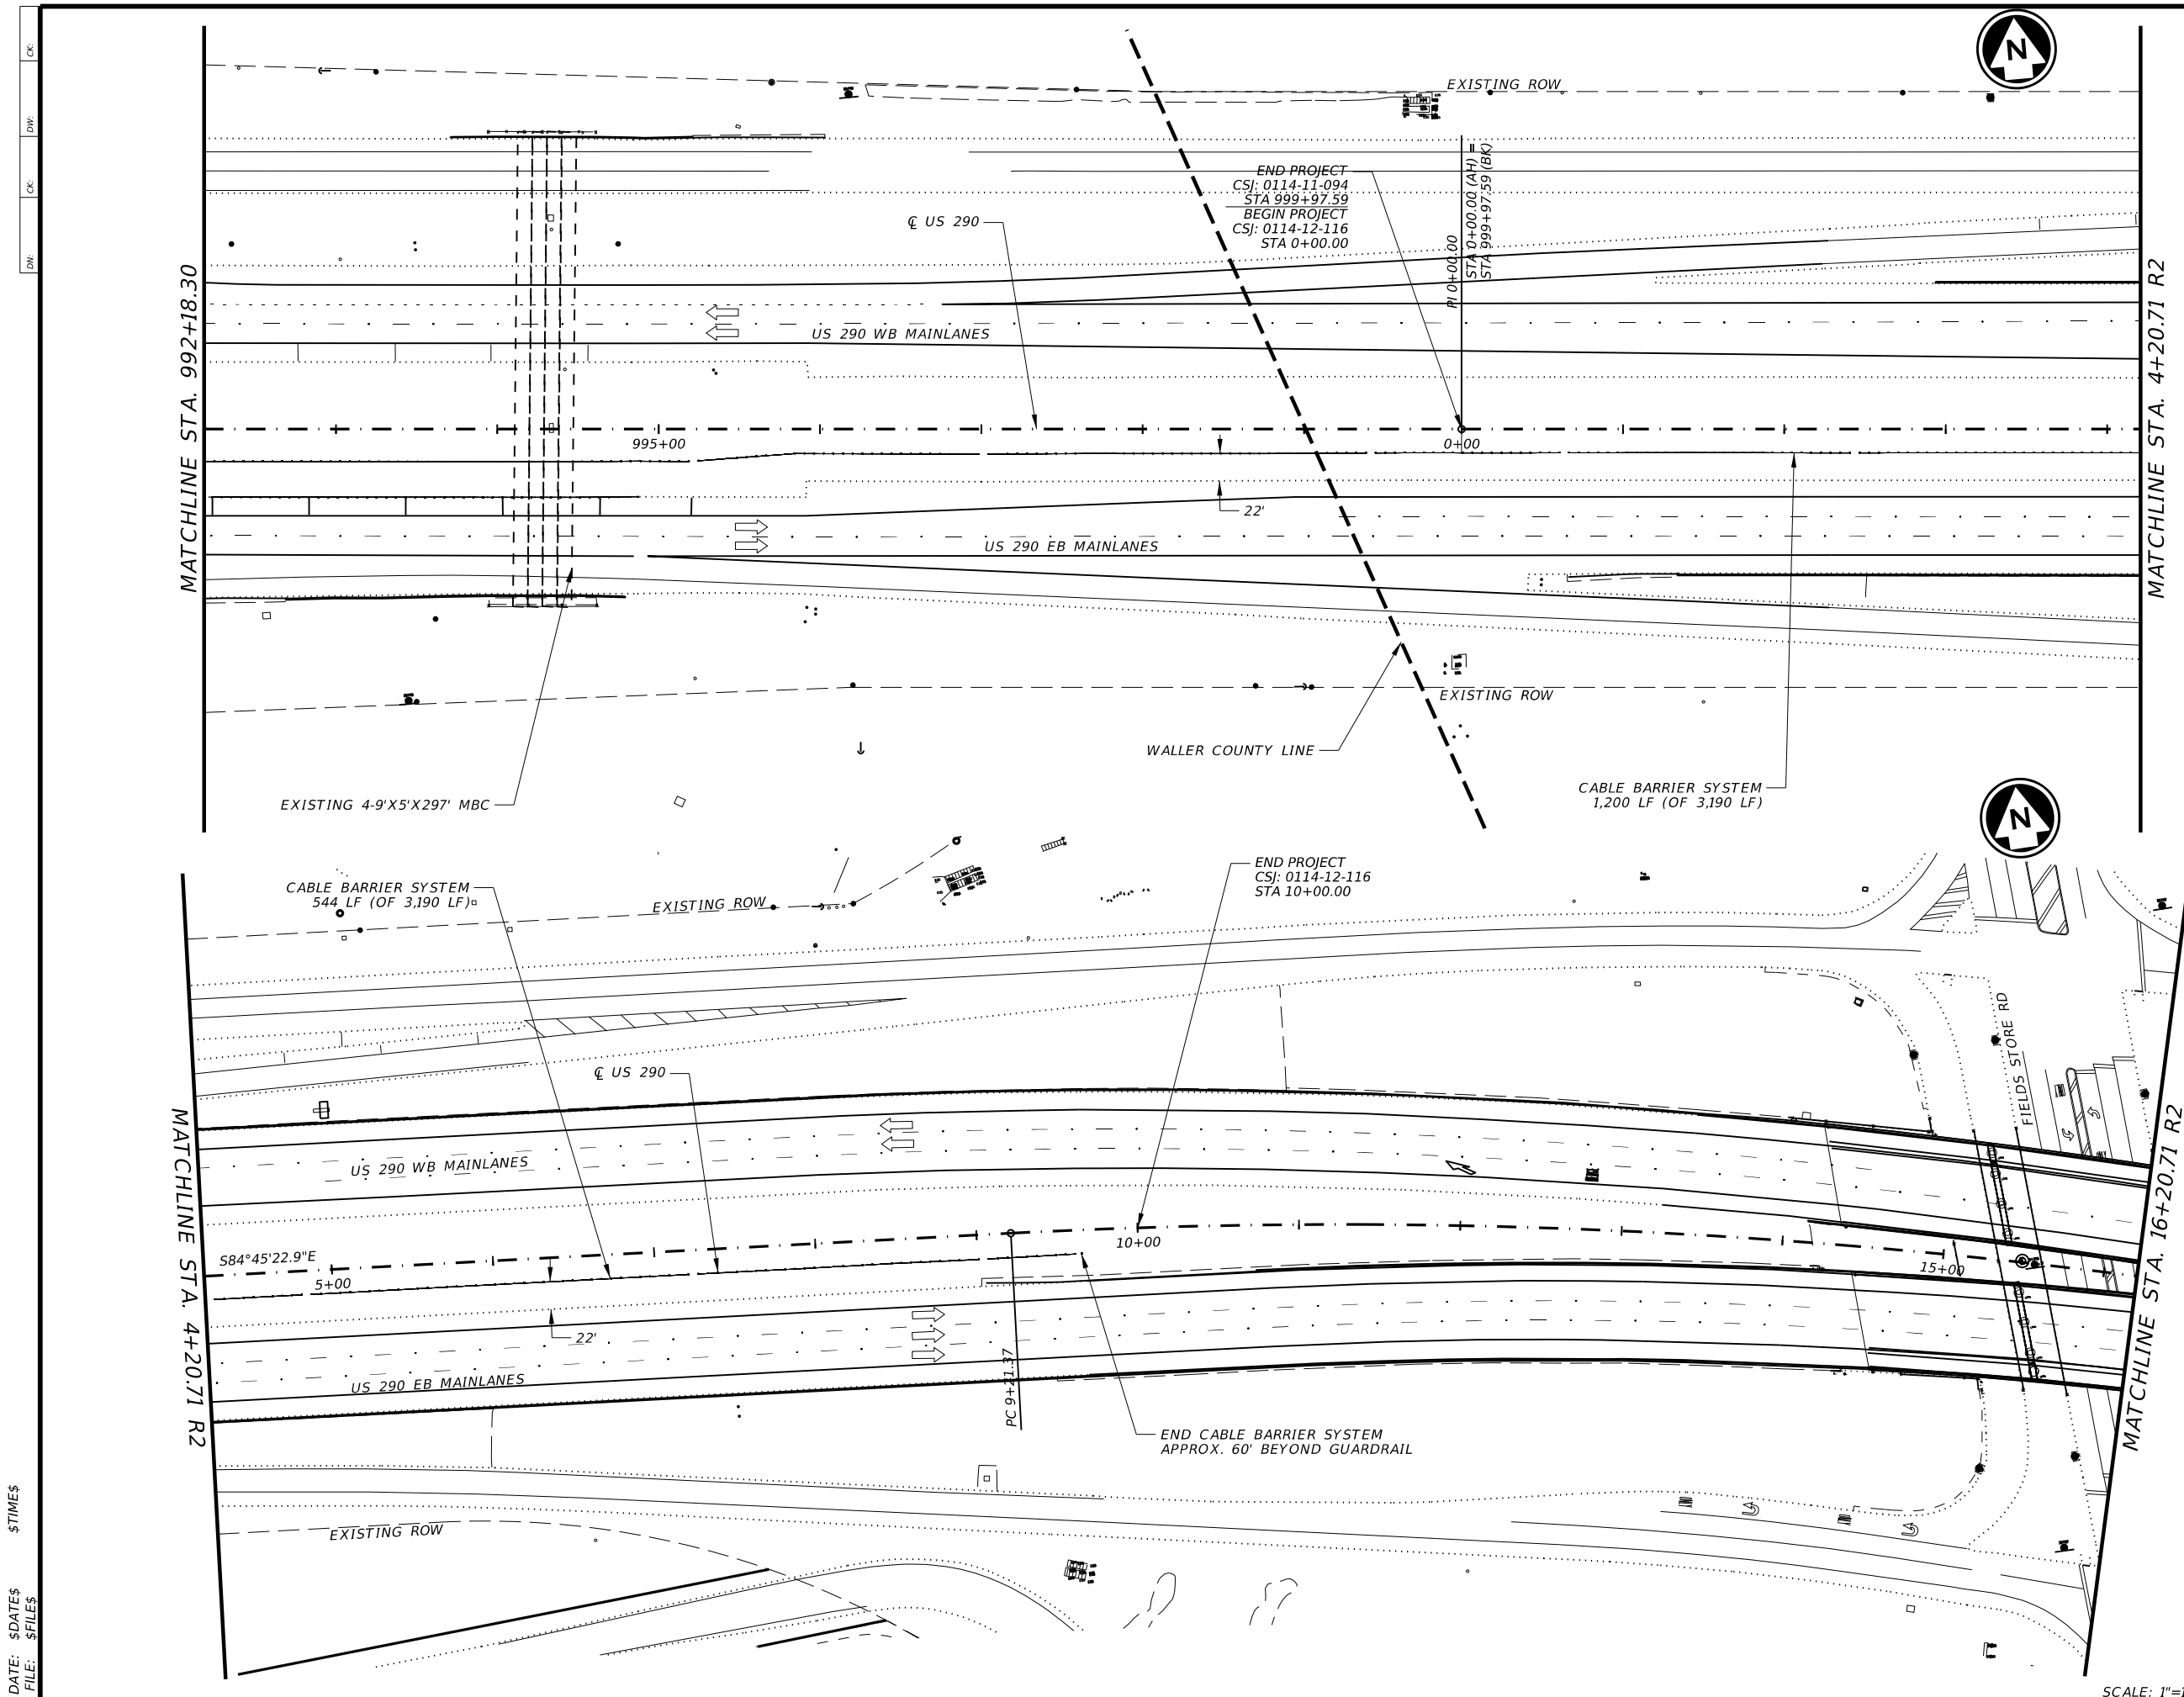 CK:
DW:
CK:
DN:
N
EXISTING ROW
END PROJECT
CSJ: 0114-11-094
STA 999+97.59
BEGIN PROJECT
CSJ: 0114-12-116
STA 0+00.00
PI 0+00.00
STA 0+00.00 (AH) =
STA 999+97.59 (BK)
℄ US 290
MATCHLINE STA. 992+18.30
MATCHLINE STA. 4+20.71 R2
US 290 WB MAINLANES
995+00
0+00
22'
US 290 EB MAINLANES
EXISTING ROW
WALLER COUNTY LINE
EXISTING 4-9'X5'X297' MBC
CABLE BARRIER SYSTEM
1,200 LF (OF 3,190 LF)
N
CABLE BARRIER SYSTEM
544 LF (OF 3,190 LF)
EXISTING ROW
END PROJECT
CSJ: 0114-12-116
STA 10+00.00
℄ US 290
FIELDS STORE RD
MATCHLINE STA. 4+20.71 R2
MATCHLINE STA. 16+20.71 R2
US 290 WB MAINLANES
S84°45'22.9"E
5+00
10+00
15+00
22'
PC 9+21.37
US 290 EB MAINLANES
END CABLE BARRIER SYSTEM
APPROX. 60' BEYOND GUARDRAIL
EXISTING ROW
DATE: $DATE$ $TIME$
FILE: $FILE$
SCALE: 1"=